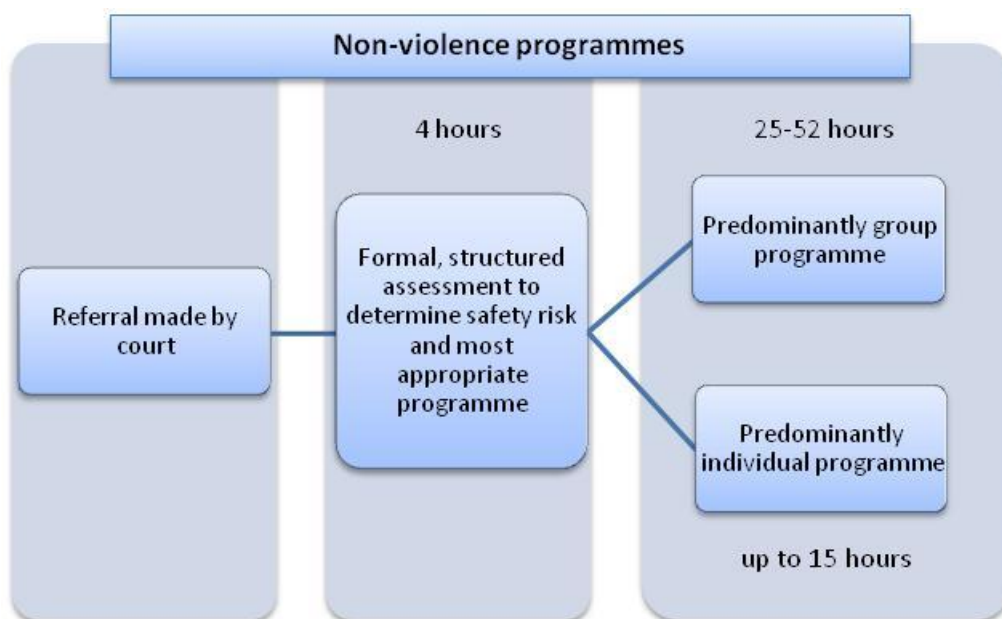 Non-violence programmes
Referral made by
court
4 hours
Formal, structured
assessment to
determine safety risk
and most
appropriate
programme
25-52 hours
Predominantly group
programme
Predominantly
individual programme
up to 15 hours